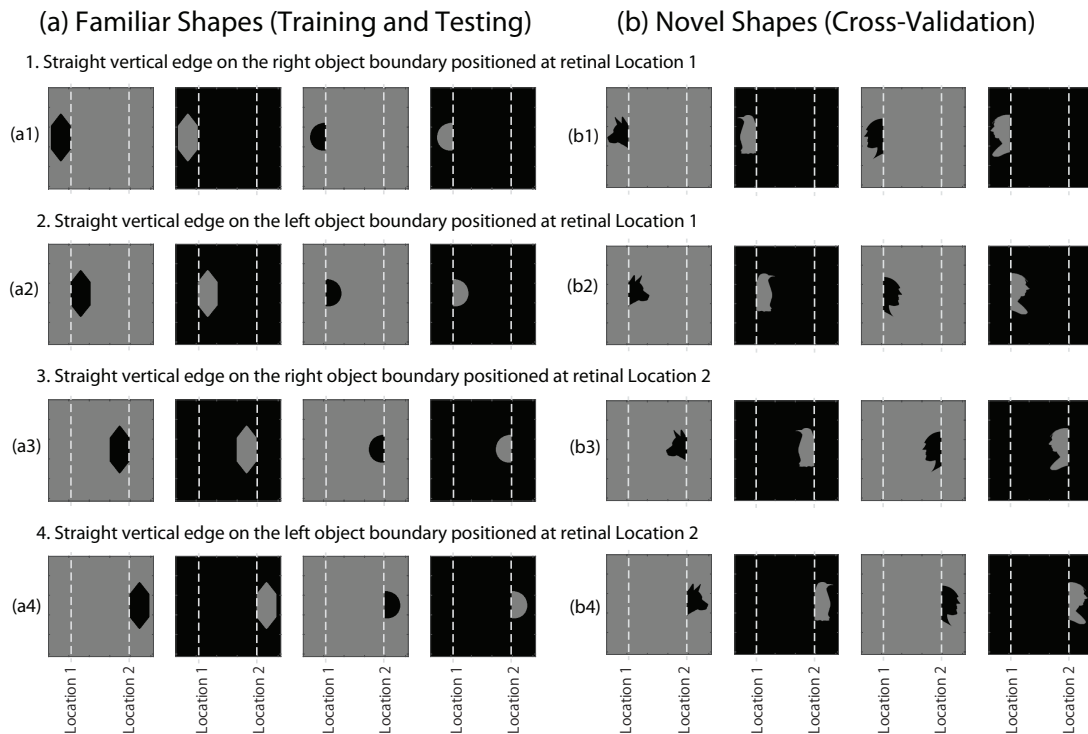 (a) Familiar Shapes (Training and Testing)
(b) Novel Shapes (Cross-Validation)
1. Straight vertical edge on the right object boundary positioned at retinal Location 1
(a1)
(b1)
2. Straight vertical edge on the left object boundary positioned at retinal Location 1
(a2)
(b2)
3. Straight vertical edge on the right object boundary positioned at retinal Location 2
(a3)
(b3)
4. Straight vertical edge on the left object boundary positioned at retinal Location 2
(a4)
(b4)
Location 1
Location 2
Location 1
Location 2
Location 1
Location 2
Location 1
Location 2
Location 1
Location 2
Location 1
Location 2
Location 1
Location 2
Location 1
Location 2